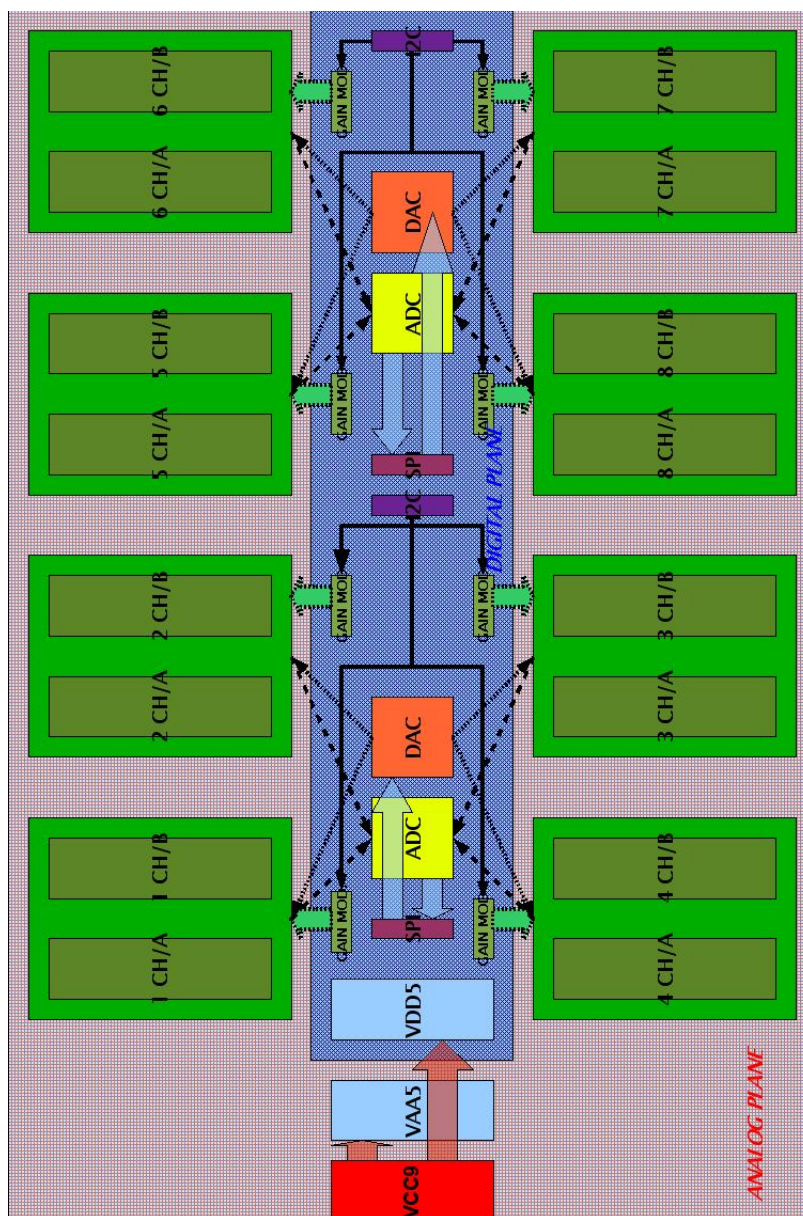 I2C
6 CH/B
GAIN MOD
GAIN MOD
7 CH/B
6 CH/A
DAC
7 CH/A
5 CH/B
ADC
8 CH/B
5 CH/A
GAIN MOD
GAIN MOD
8 CH/A
SPI
I2C
DIGITAL PLANE
2 CH/B
GAIN MOD
GAIN MOD
3 CH/B
2 CH/A
DAC
3 CH/A
1 CH/B
ADC
4 CH/B
1 CH/A
GAIN MOD
SPI
GAIN MOD
4 CH/A
VDD5
VAA5
ANALOG PLANE
VCC9